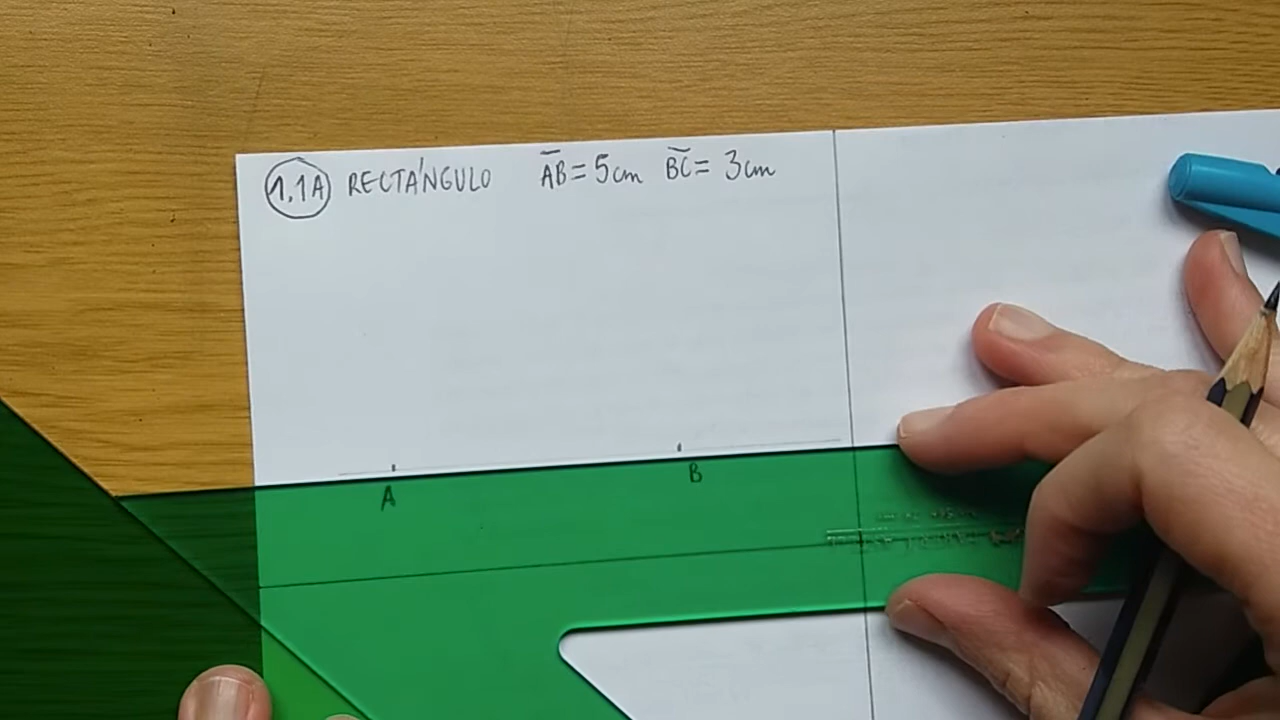 1,1A RECTÁNGULO AB = 5cm BC = 3cm
A B